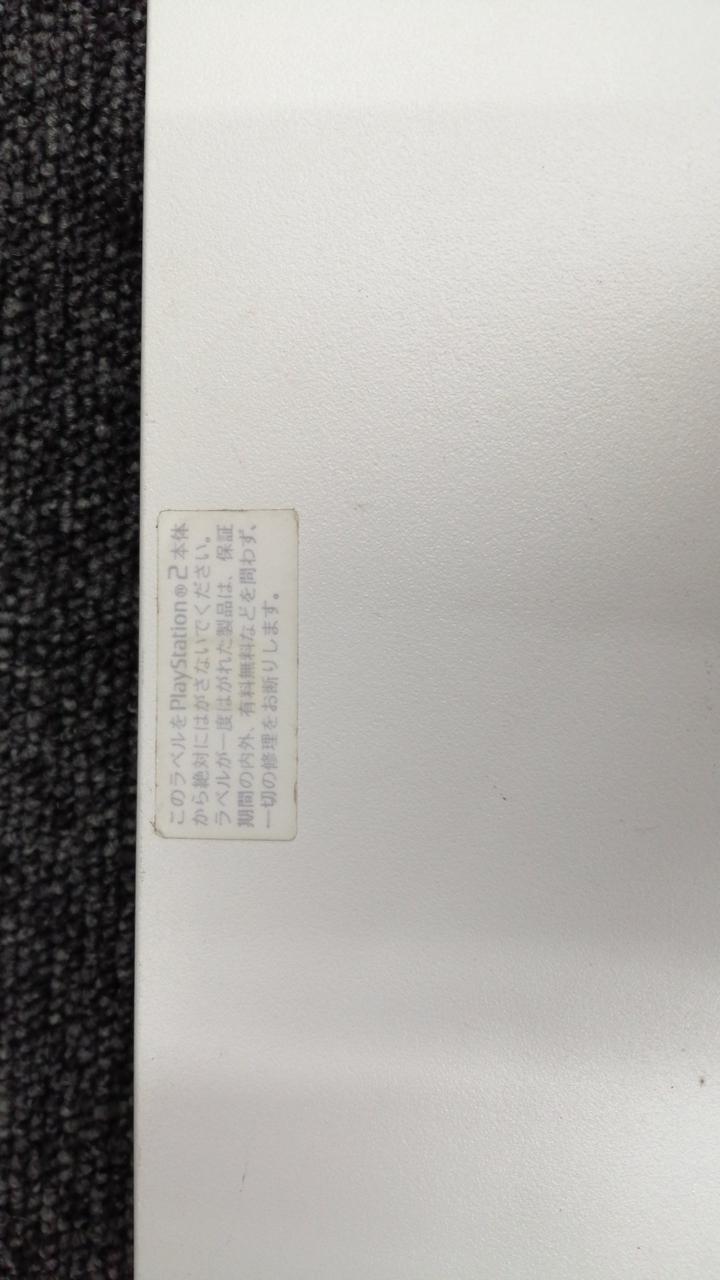 このラベルをPlayStation®2本体
から絶対にはがさないでください。
ラベルが一度はがれた製品は、保証
期間の内外、有料無料などを問わず、
一切の修理をお断りします。